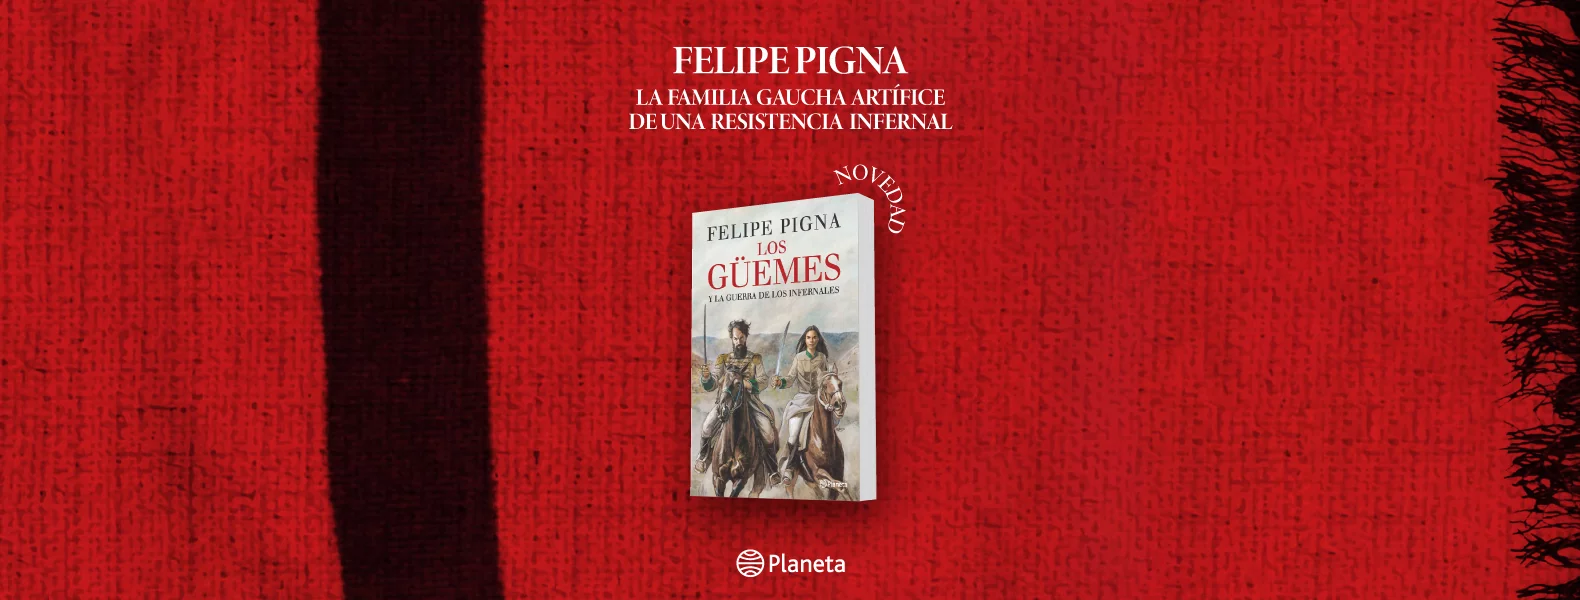 FELIPE PIGNA
LA FAMILIA GAUCHA ARTÍFICE
DE UNA RESISTENCIA INFERNAL
NOVEDAD
FELIPE PIGNA
LOS
GÜEMES
Y LA GUERRA DE LOS INFERNALES
Planeta
Planeta